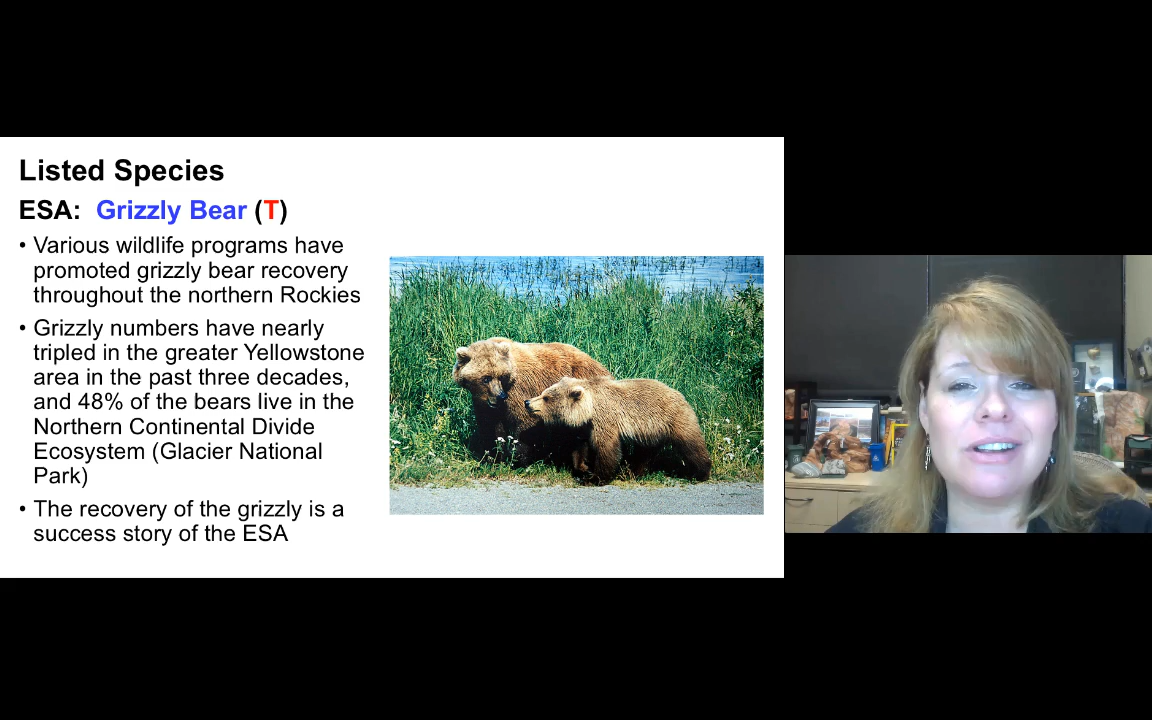 Listed Species
ESA: Grizzly Bear (T)
• Various wildlife programs have
promoted grizzly bear recovery
throughout the northern Rockies
• Grizzly numbers have nearly
tripled in the greater Yellowstone
area in the past three decades,
and 48% of the bears live in the
Northern Continental Divide
Ecosystem (Glacier National
Park)
• The recovery of the grizzly is a
success story of the ESA